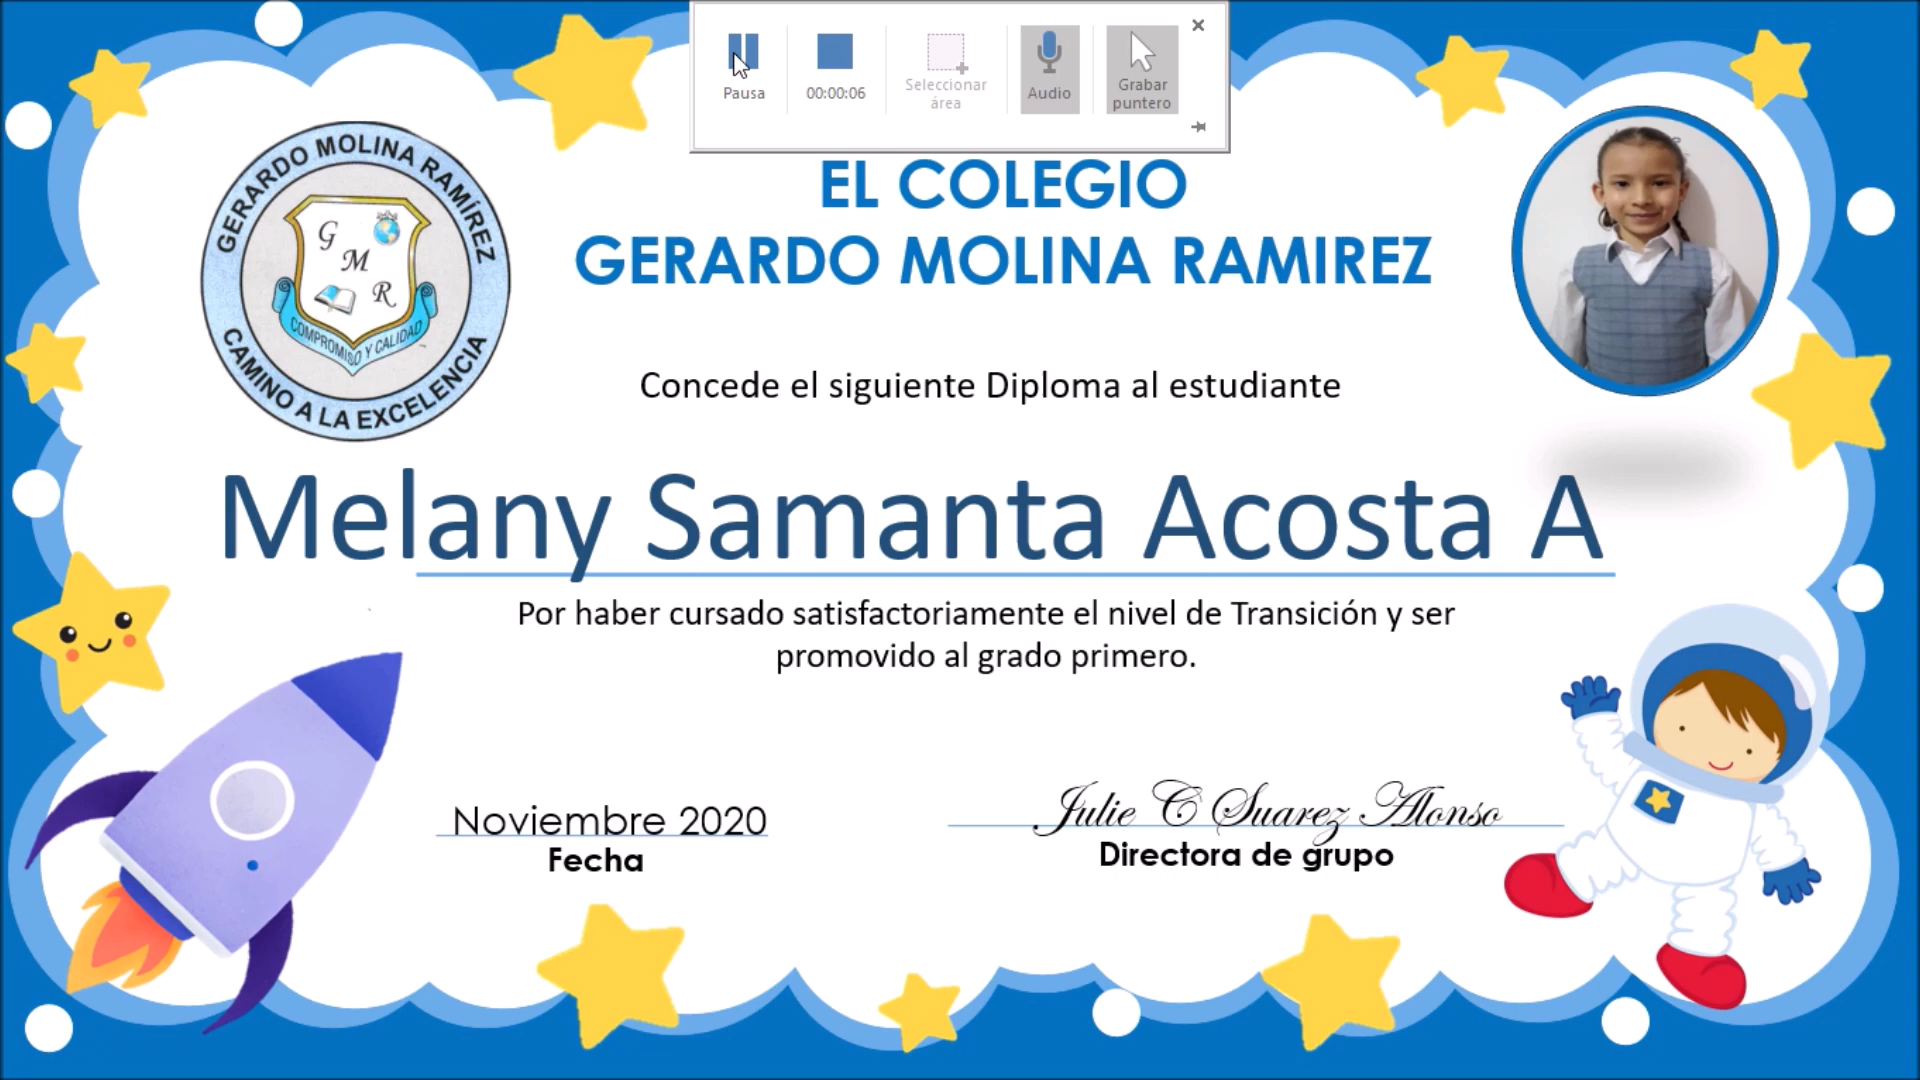 Pausa
00:00:06
Seleccionar
área
Audio
Grabar
puntero
GERARDO MOLINA RAMÍREZ
G
M
R
COMPROMISO Y CALIDAD
CAMINO A LA EXCELENCIA
EL COLEGIO
GERARDO MOLINA RAMIREZ
Concede el siguiente Diploma al estudiante
Melany Samanta Acosta A
Por haber cursado satisfactoriamente el nivel de Transición y ser
promovido al grado primero.
Noviembre 2020
Fecha
Julie C Suarez Alonso
Directora de grupo